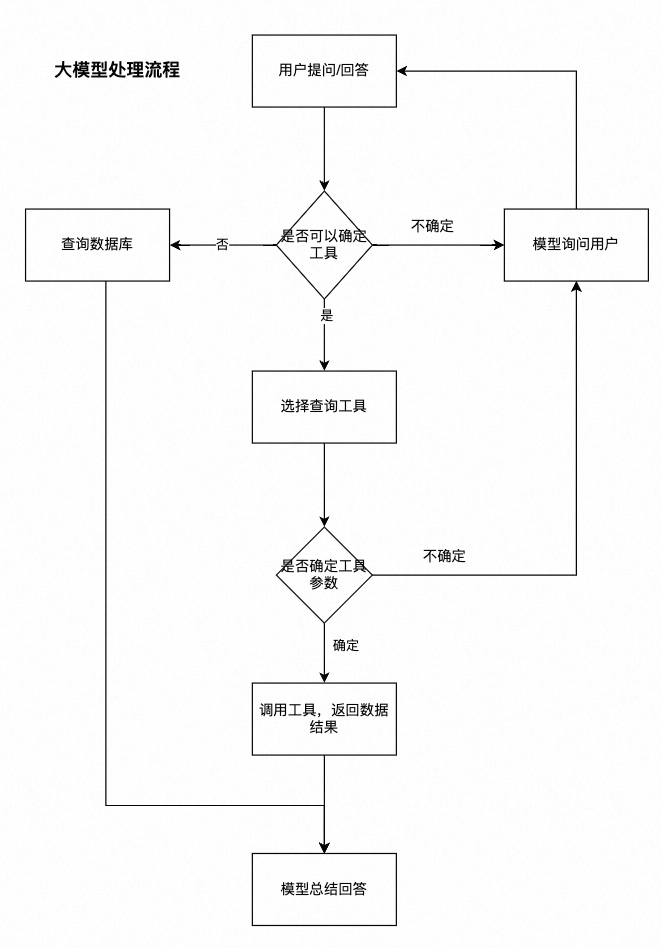 大模型处理流程
用户提问/回答
是否可以确定
工具
否
查询数据库
不确定
模型询问用户
是
选择查询工具
是否确定工具
参数
不确定
确定
调用工具，返回数据
结果
模型总结回答